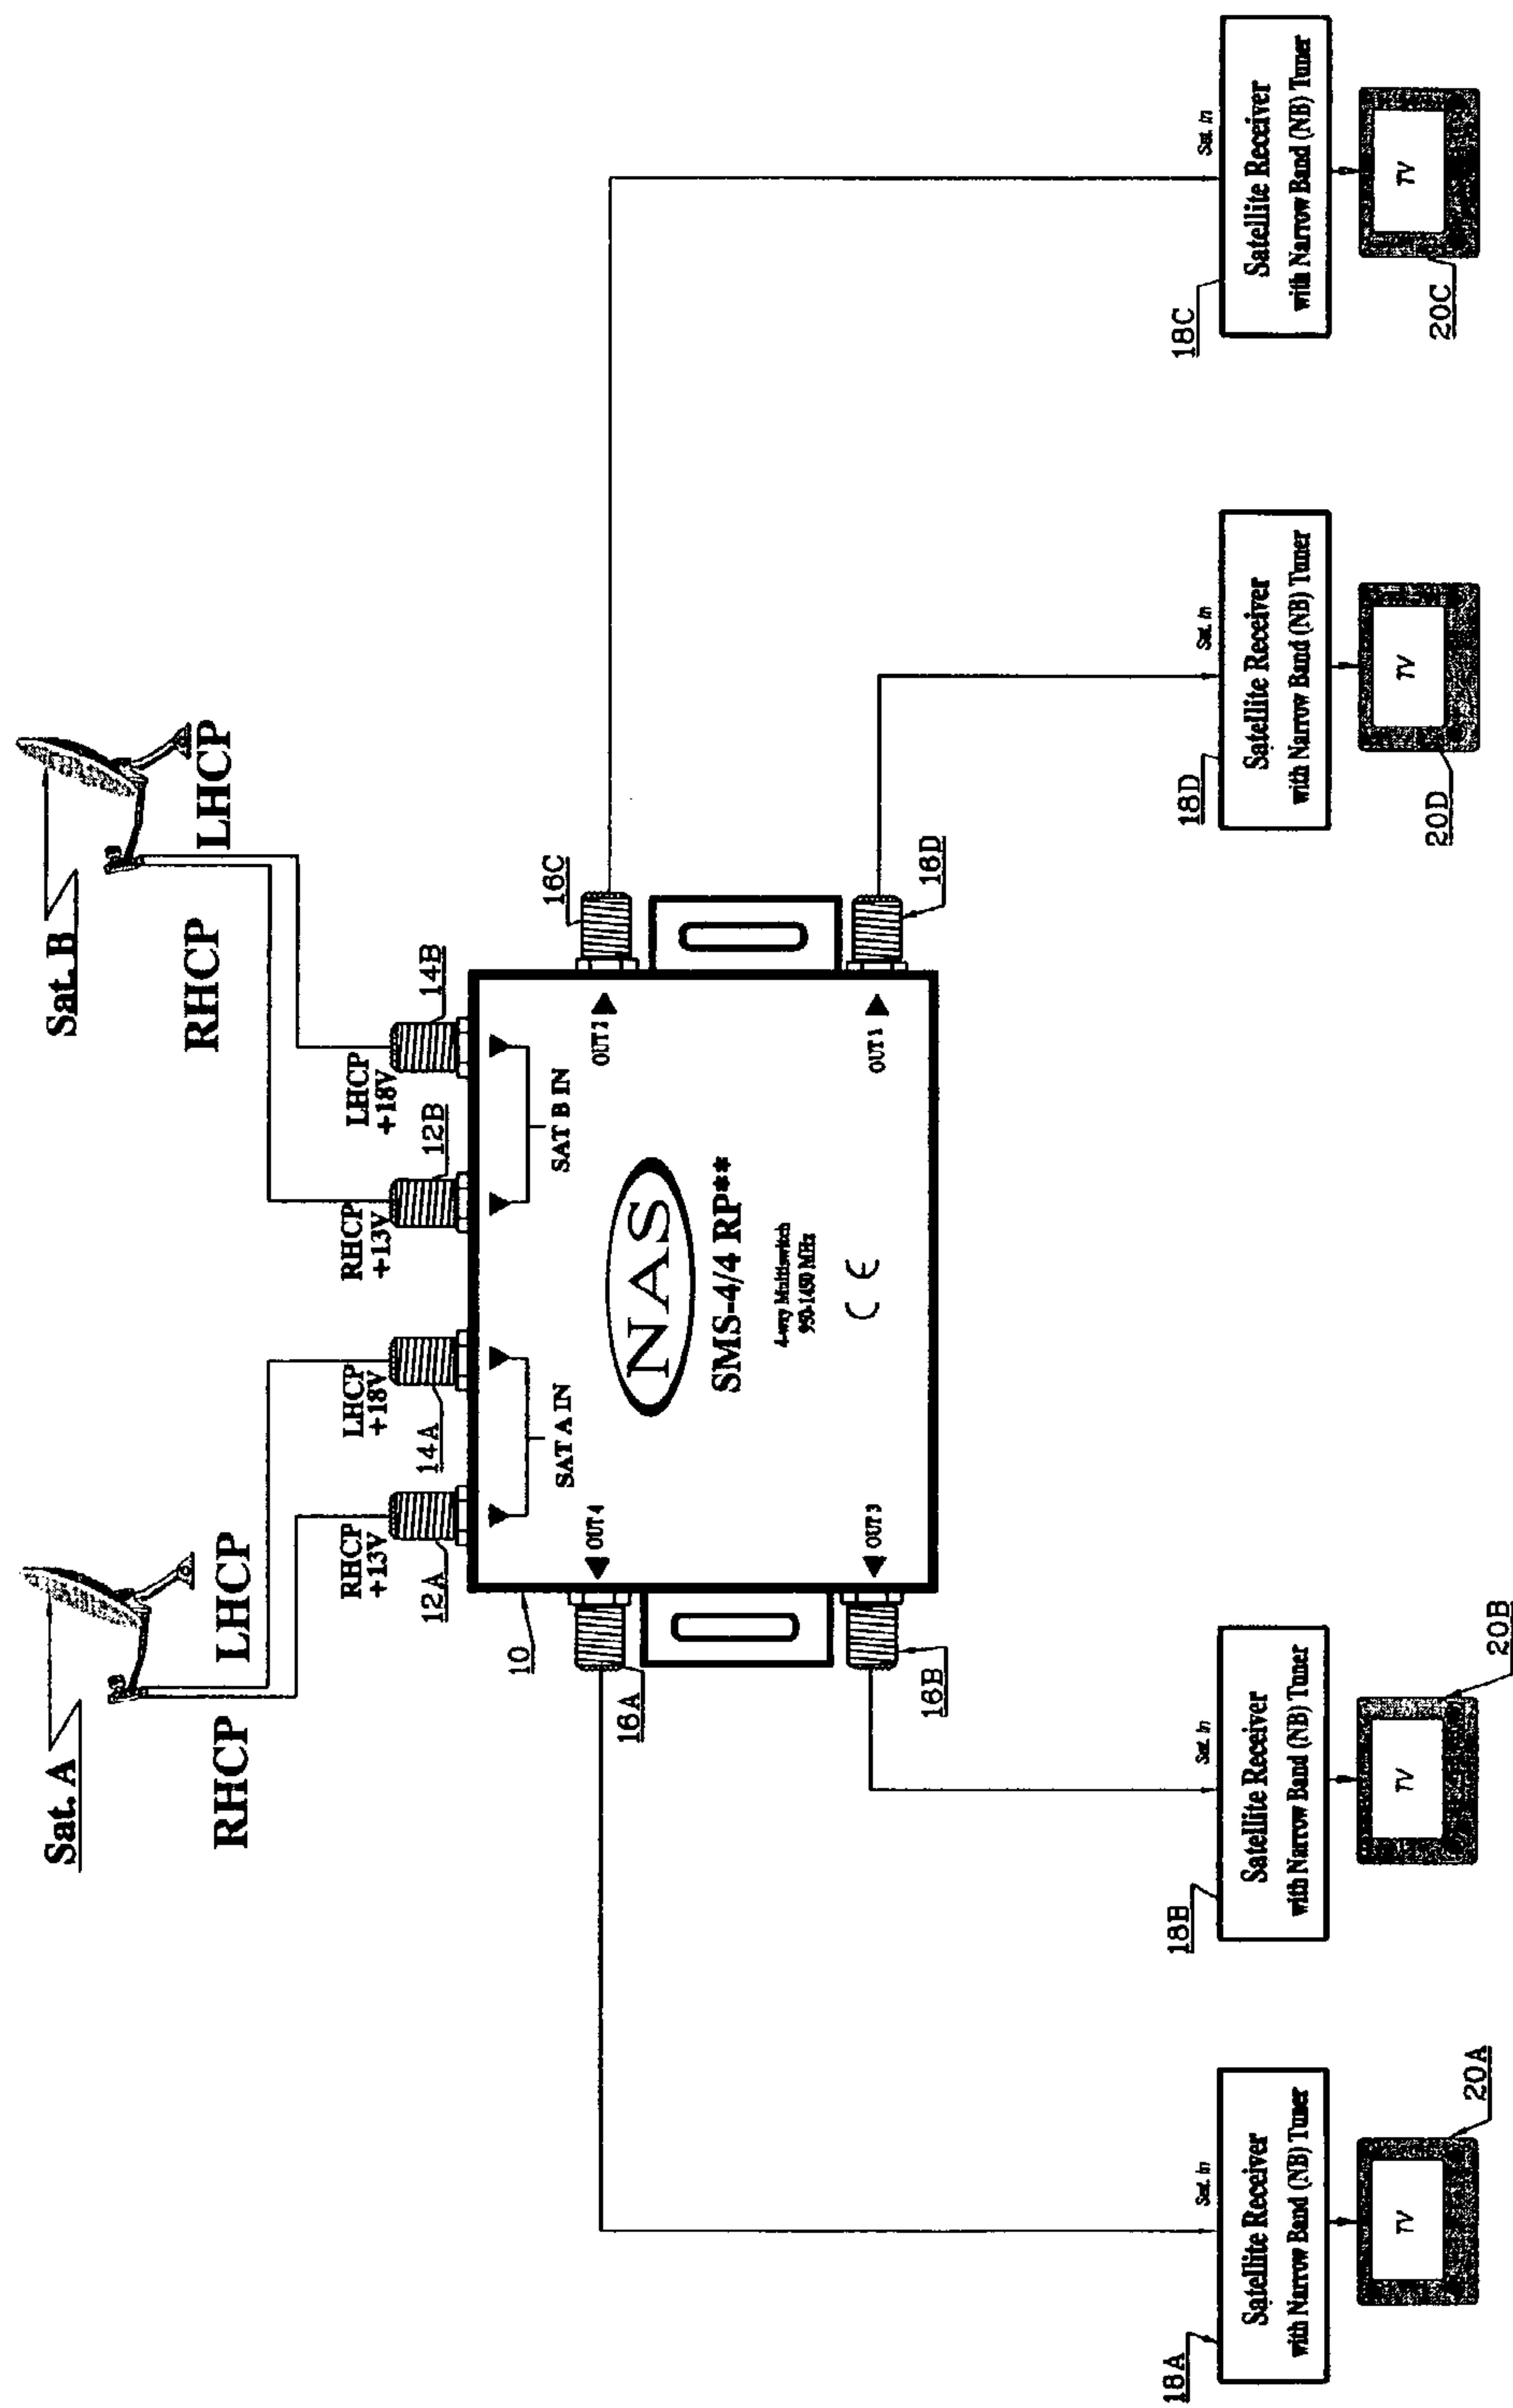 Sat. A
RHCP
LHCP
Sat. B
RHCP
LHCP
RHCP
+13V
12A
LHCP
+18V
14A
RHCP
+13V
12B
LHCP
+18V
14B
10
SAT A IN
SAT B IN
16A
OUT 4
OUT 2
16C
NAS
SMS-4/4 RP**
4-way Multiswitch
950-1450 MHz
CE
16B
OUT 3
OUT 1
16D
18A
Sat. In
Satellite Receiver
with Narrow Band (NB) Tuner
TV
20A
18B
Sat. In
Satellite Receiver
with Narrow Band (NB) Tuner
TV
20B
18D
Sat. In
Satellite Receiver
with Narrow Band (NB) Tuner
TV
20D
18C
Sat. In
Satellite Receiver
with Narrow Band (NB) Tuner
TV
20C